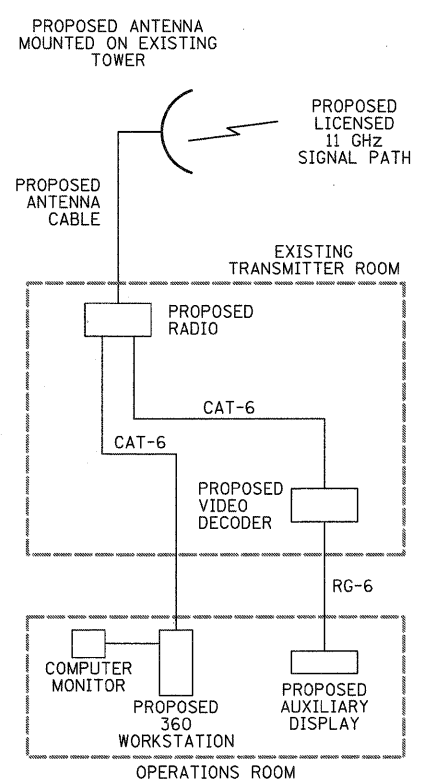 PROPOSED ANTENNA
MOUNTED ON EXISTING
TOWER
PROPOSED
LICENSED
11 GHz
SIGNAL PATH
PROPOSED
ANTENNA
CABLE
EXISTING
TRANSMITTER ROOM
PROPOSED
RADIO
CAT-6
CAT-6
PROPOSED
VIDEO
DECODER
RG-6
COMPUTER
MONITOR
PROPOSED
360
WORKSTATION
PROPOSED
AUXILIARY
DISPLAY
OPERATIONS ROOM